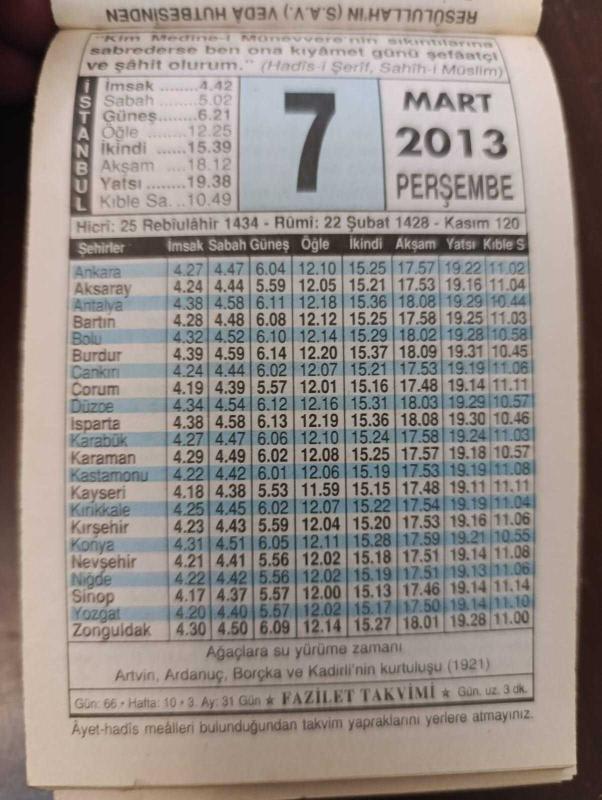 RESÛLULLAH'IN (S.A.V.) VEDÂ HUTBESİNDEN
"Kim Medîne-i Münevvere'nin sıkıntılarına
sabrederse ben ona kıyâmet günü şefâatçi
ve şâhit olurum." (Hadîs-i Şerîf, Sahîh-i Müslim)
İSTANBUL
İmsak ........4.42
Sabah ........5.02
Güneş........6.21
Öğle ........12.25
İkindi ......15.39
Akşam ....18.12
Yatsı ........19.38
Kıble Sa. ..10.49
7
MART
2013
PERŞEMBE
Hicrî: 25 Rebîulâhir 1434 - Rûmî: 22 Şubat 1428 - Kasım 120
Şehirler İmsak Sabah Güneş Öğle İkindi Akşam Yatsı Kıble S
Ankara 4.27 4.47 6.04 12.10 15.25 17.57 19.22 11.02
Aksaray 4.24 4.44 5.59 12.05 15.21 17.53 19.16 11.04
Antalya 4.38 4.58 6.11 12.18 15.36 18.08 19.29 10.44
Bartın 4.28 4.48 6.08 12.12 15.25 17.58 19.25 11.03
Bolu 4.32 4.52 6.10 12.14 15.29 18.02 19.28 10.58
Burdur 4.39 4.59 6.14 12.20 15.37 18.09 19.31 10.45
Çankırı 4.24 4.44 6.02 12.07 15.21 17.53 19.19 11.06
Çorum 4.19 4.39 5.57 12.01 15.16 17.48 19.14 11.11
Düzce 4.34 4.54 6.12 12.16 15.31 18.03 19.29 10.57
Isparta 4.38 4.58 6.13 12.19 15.36 18.08 19.30 10.46
Karabük 4.27 4.47 6.06 12.10 15.24 17.58 19.24 11.03
Karaman 4.29 4.49 6.02 12.08 15.25 17.57 19.18 10.57
Kastamonu 4.22 4.42 6.01 12.06 15.19 17.53 19.19 11.08
Kayseri 4.18 4.38 5.53 11.59 15.15 17.48 19.11 11.11
Kırıkkale 4.25 4.45 6.02 12.07 15.22 17.54 19.19 11.04
Kırşehir 4.23 4.43 5.59 12.04 15.20 17.53 19.16 11.06
Konya 4.31 4.51 6.05 12.11 15.28 17.59 19.21 10.55
Nevşehir 4.21 4.41 5.56 12.02 15.18 17.51 19.14 11.08
Niğde 4.22 4.42 5.56 12.02 15.19 17.51 19.13 11.06
Sinop 4.17 4.37 5.57 12.00 15.13 17.46 19.14 11.14
Yozgat 4.20 4.40 5.57 12.02 15.17 17.50 19.14 11.10
Zonguldak 4.30 4.50 6.09 12.14 15.27 18.01 19.28 11.00
Ağaçlara su yürüme zamanı
Artvin, Ardanuç, Borçka ve Kadirli'nin kurtuluşu (1921)
Gün: 66 • Hafta: 10 • 3. Ay: 31 Gün ★ FAZİLET TAKVİMİ ★ Gün. uz. 3 dk.
Âyet-hadîs meâlleri bulunduğundan takvim yapraklarını yerlere atmayınız.